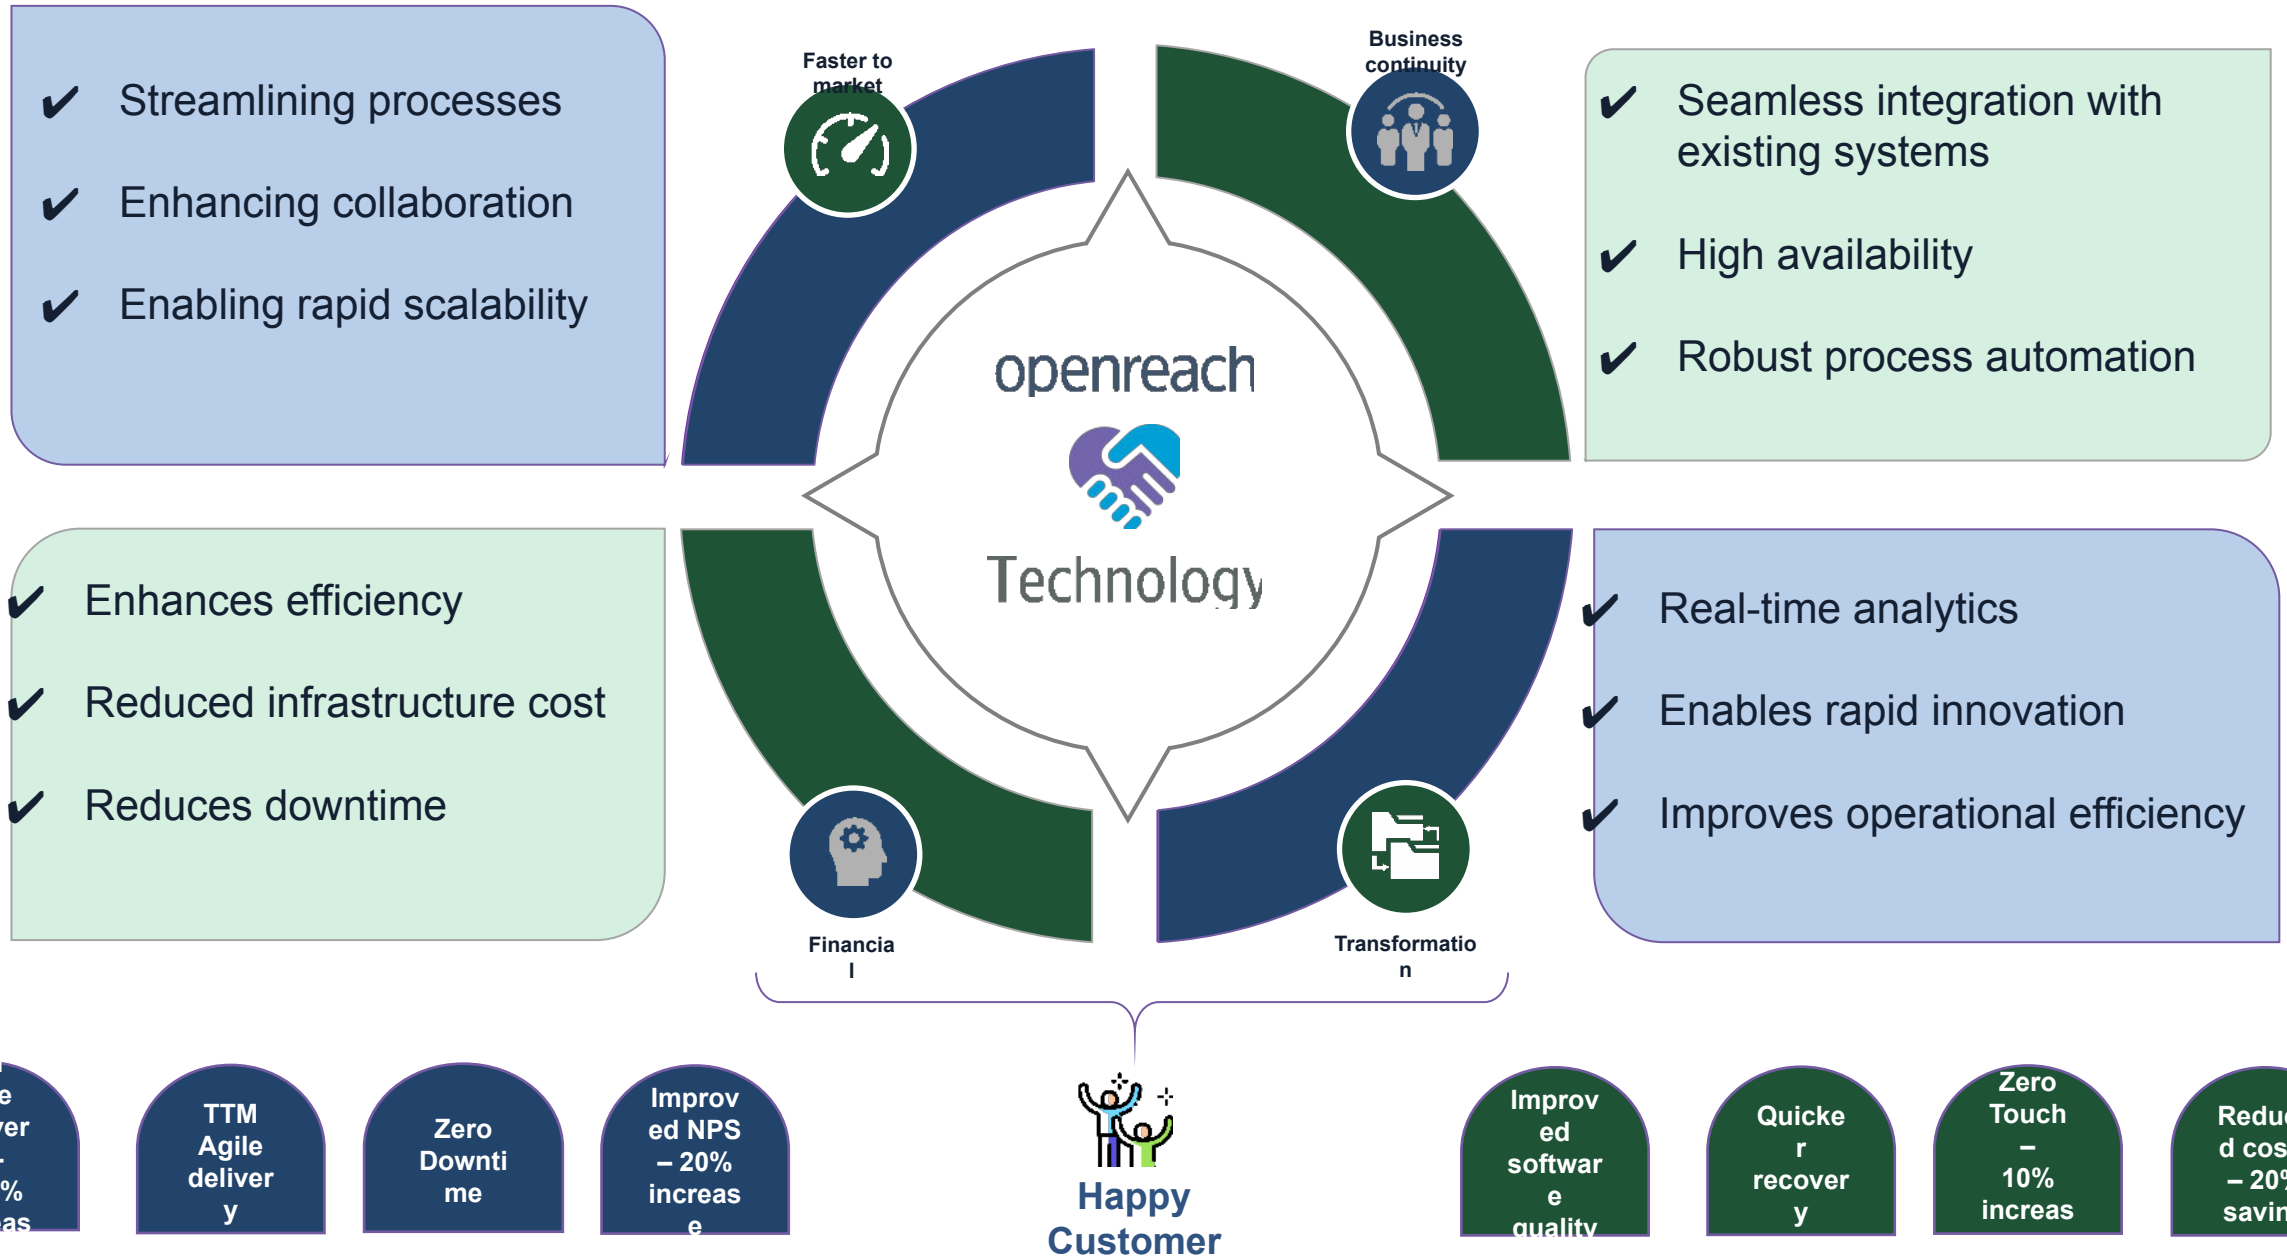 Faster to
market
Business
continuity
✔ Streamlining processes
✔ Enhancing collaboration
✔ Enabling rapid scalability
✔ Seamless integration with
existing systems
✔ High availability
✔ Robust process automation
openreach
Technology
✔ Enhances efficiency
✔ Reduced infrastructure cost
✔ Reduces downtime
✔ Real-time analytics
✔ Enables rapid innovation
✔ Improves operational efficiency
Financia
l
Transformatio
n
TTM
Agile
deliver
y
Zero
Downti
me
Improv
ed NPS
– 20%
increas
e
Happy
Customer
Improv
ed
softwar
e
quality
Quicke
r
recover
y
Zero
Touch
–
10%
increas
d cos
– 20%
savin